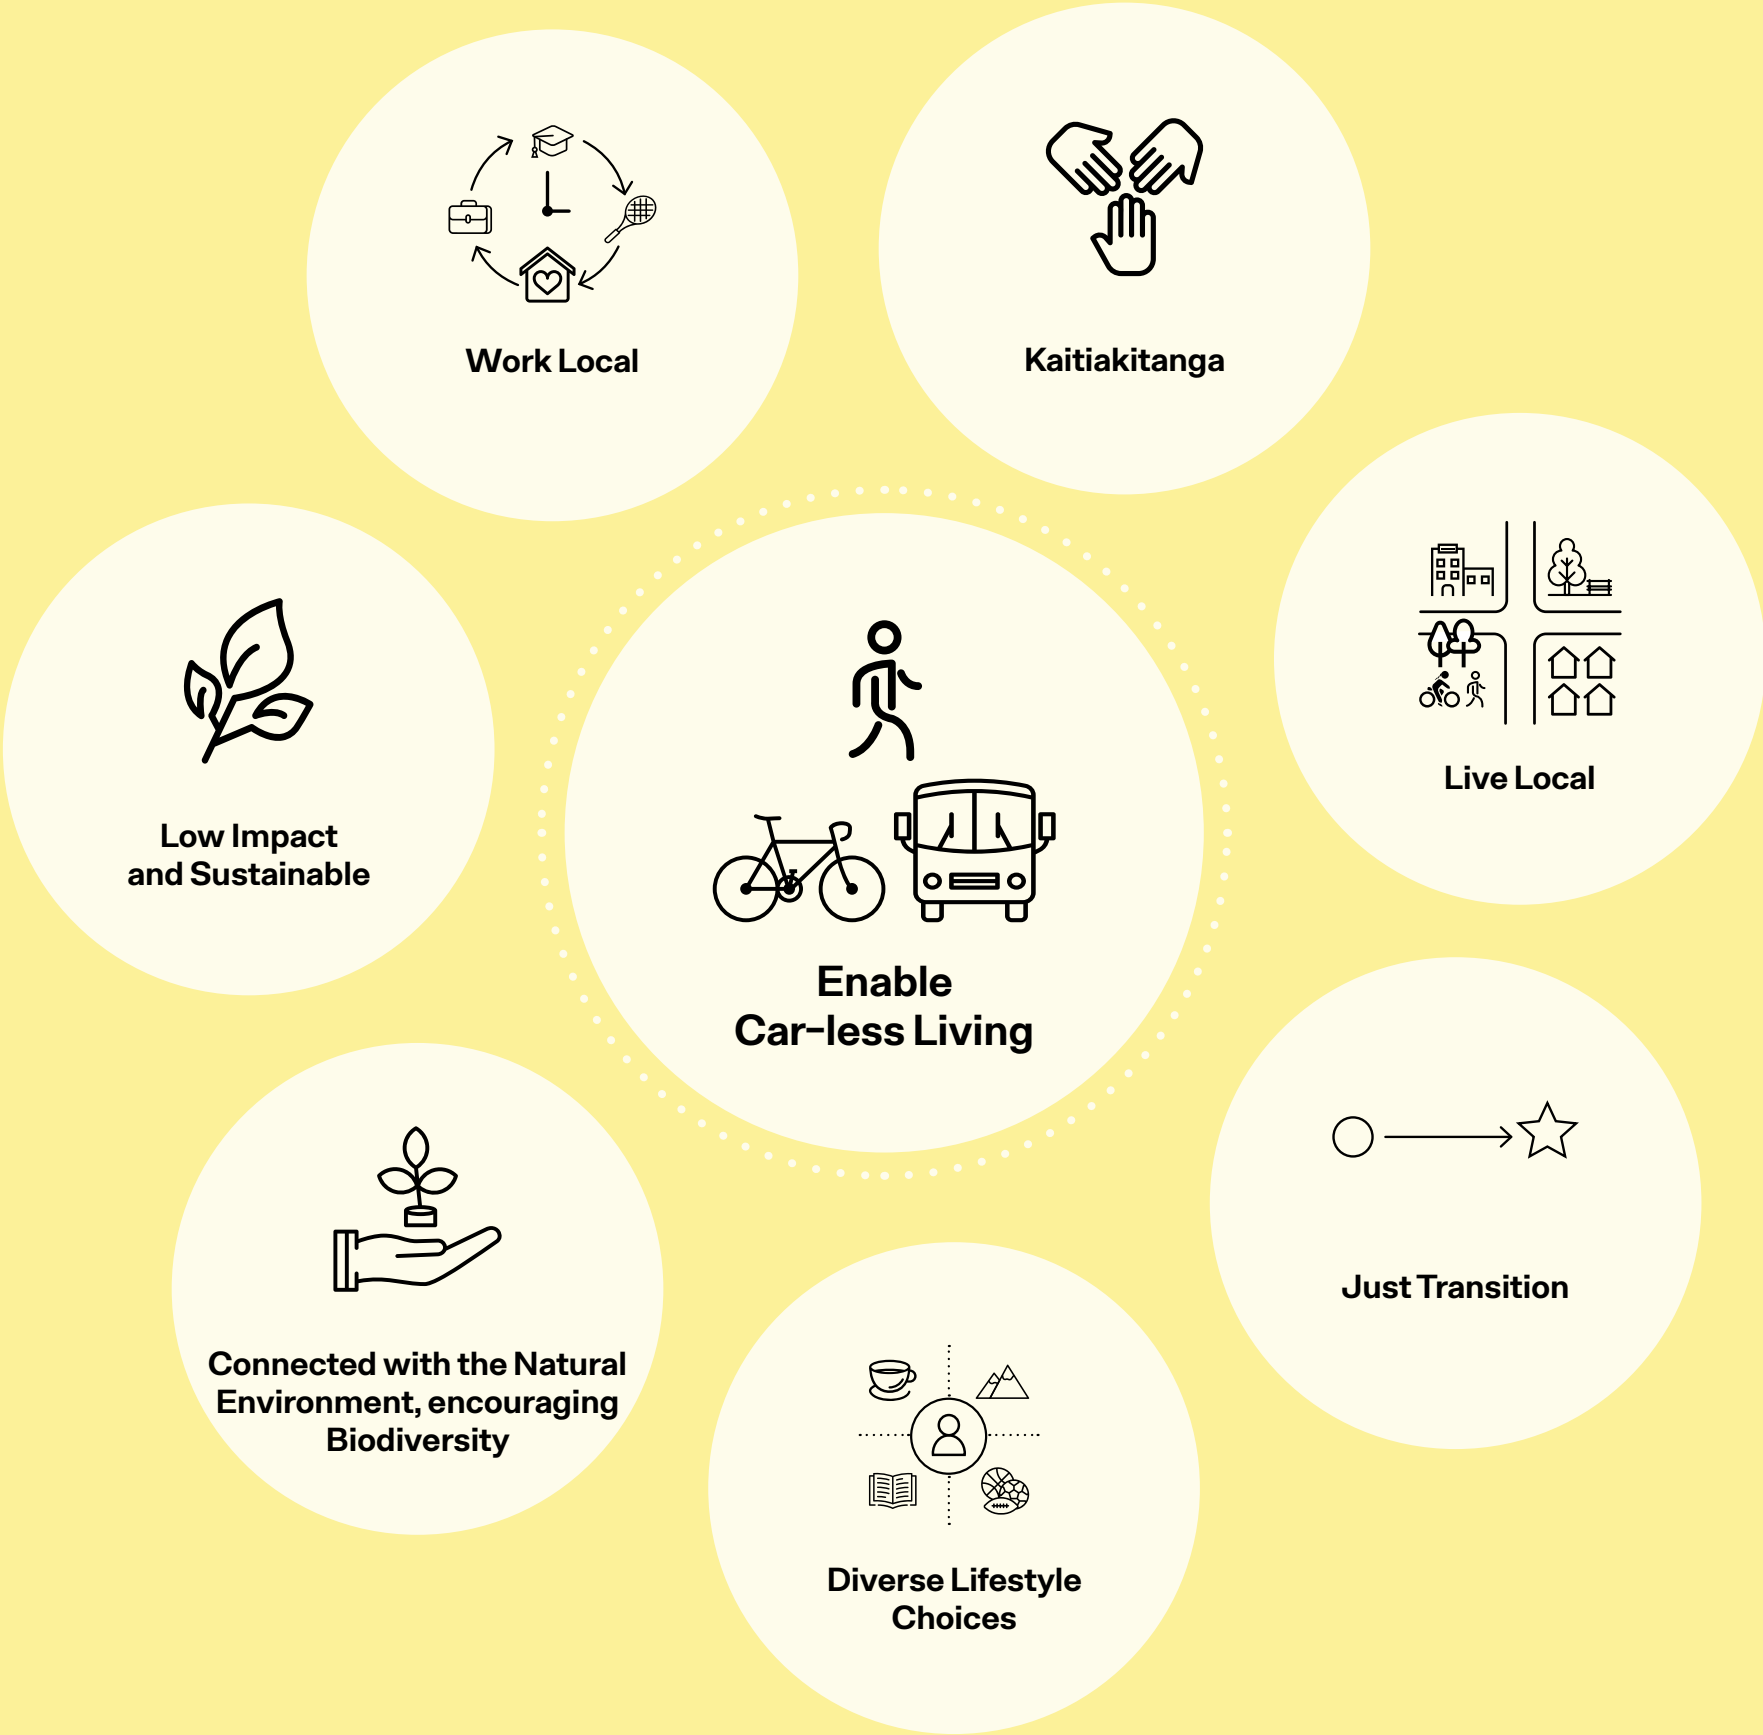 Work Local
Kaitiakitanga
Live Local
Low Impact
and Sustainable
Enable
Car-less Living
Just Transition
Connected with the Natural
Environment, encouraging
Biodiversity
Diverse Lifestyle
Choices